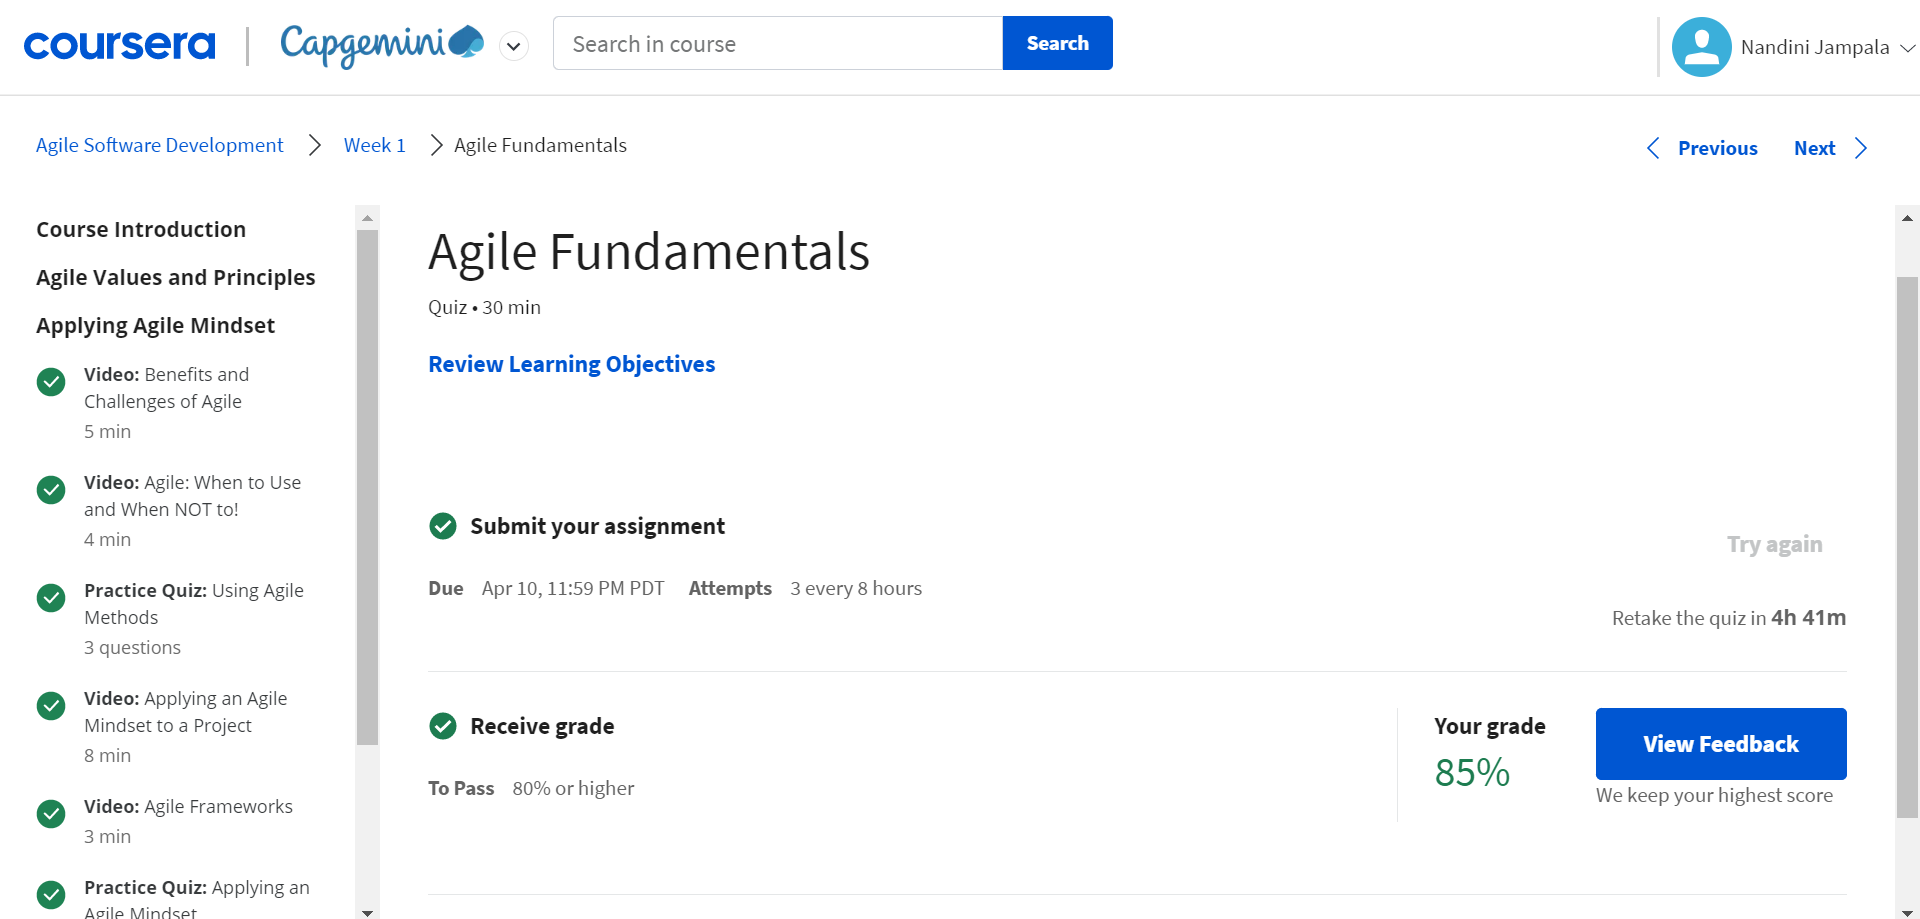 coursera
Capgemini
Search in course
Search
Nandini Jampala
Agile Software Development
Week 1
Agile Fundamentals
Previous
Next
Course Introduction
Agile Values and Principles
Applying Agile Mindset
Video: Benefits and
Challenges of Agile
5 min
Video: Agile: When to Use
and When NOT to!
4 min
Practice Quiz: Using Agile
Methods
3 questions
Video: Applying an Agile
Mindset to a Project
8 min
Video: Agile Frameworks
3 min
Practice Quiz: Applying an
Agile Mindset
Agile Fundamentals
Quiz • 30 min
Review Learning Objectives
Submit your assignment
Try again
Due Apr 10, 11:59 PM PDT Attempts 3 every 8 hours
Retake the quiz in 4h 41m
Receive grade
To Pass 80% or higher
Your grade
85%
View Feedback
We keep your highest score